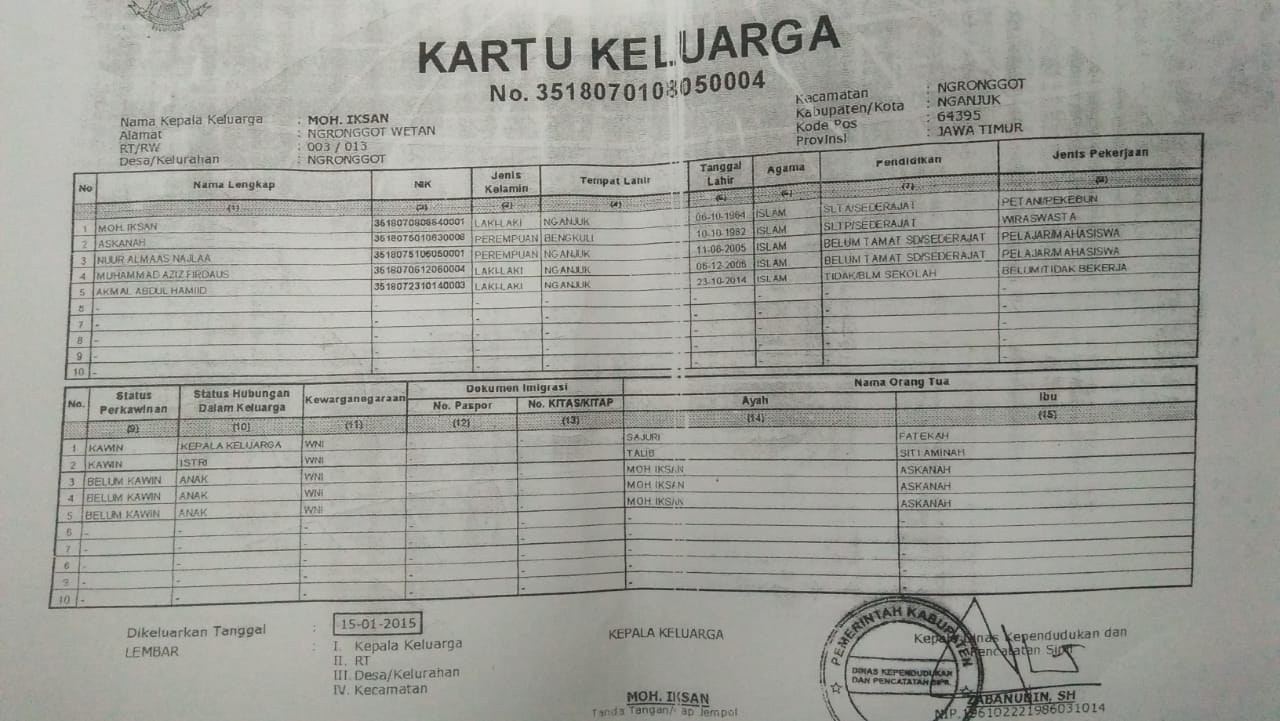 KARTU KELUARGA
No. 3518070108050004
Nama Kepala Keluarga : MOH. IKSAN
Alamat : NGRONGGOT WETAN
RT/RW : 003 / 013
Desa/Kelurahan : NGRONGGOT
Kecamatan : NGRONGGOT
Kabupaten/Kota : NGANJUK
Kode Pos : 64395
Provinsi : JAWA TIMUR
No Nama Lengkap NIK Jenis Kelamin Tempat Lahir Tanggal Lahir Agama Pendidikan Jenis Pekerjaan
(1) (2) (3) (4) (5) (6) (7) (8)
1 MOH. IKSAN 3518070808640001 LAKI-LAKI NGANJUK 06-10-1964 ISLAM SLTA/SEDERAJAT PETANI/PEKEBUN
2 ASKANAH 3518075010830008 PEREMPUAN BENGKULI 10-10-1982 ISLAM SLTP/SEDERAJAT WIRASWASTA
3 NUUR ALMAAS NAJLAA 3518075106050001 PEREMPUAN NGANJUK 11-06-2005 ISLAM BELUM TAMAT SD/SEDERAJAT PELAJAR/MAHASISWA
4 MUHAMMAD AZIZ FIRDAUS 3518070612060004 LAKI-LAKI NGANJUK 06-12-2006 ISLAM BELUM TAMAT SD/SEDERAJAT PELAJAR/MAHASISWA
5 AKMAL ABDUL HAMIID 3518072310140003 LAKI-LAKI NGANJUK 23-10-2014 ISLAM TIDAK/BLM SEKOLAH BELUM/TIDAK BEKERJA
6 -
7 -
8 -
9 -
10 -
No. Status Perkawinan Status Hubungan Dalam Keluarga Kewarganegaraan Dokumen Imigrasi Nama Orang Tua
No. Paspor No. KITAS/KITAP Ayah Ibu
(9) (10) (11) (12) (13) (14) (15)
1 KAWIN KEPALA KELUARGA WNI - - SAJURI FATEKAH
2 KAWIN ISTRI WNI - - TALIB SITI AMINAH
3 BELUM KAWIN ANAK WNI - - MOH IKSAN ASKANAH
4 BELUM KAWIN ANAK WNI - - MOH IKSAN ASKANAH
5 BELUM KAWIN ANAK WNI - - MOH IKSAN ASKANAH
6 - - - - - - -
7 - - - - - - -
8 - - - - - - -
9 - - - - - - -
10 - - - - - - -
Dikeluarkan Tanggal : 15-01-2015
LEMBAR : I. Kepala Keluarga
II. RT
III. Desa/Kelurahan
IV. Kecamatan
KEPALA KELUARGA
MOH. IKSAN
Tanda Tangan/Cap Jempol
Kepala Dinas Kependudukan dan
Pencatatan Sipil
PEMERINTAH KABUPATEN
DINAS KEPENDUDUKAN
DAN PENCATATAN SIPIL
ZABANUDIN, SH
NIP.196102221986031014